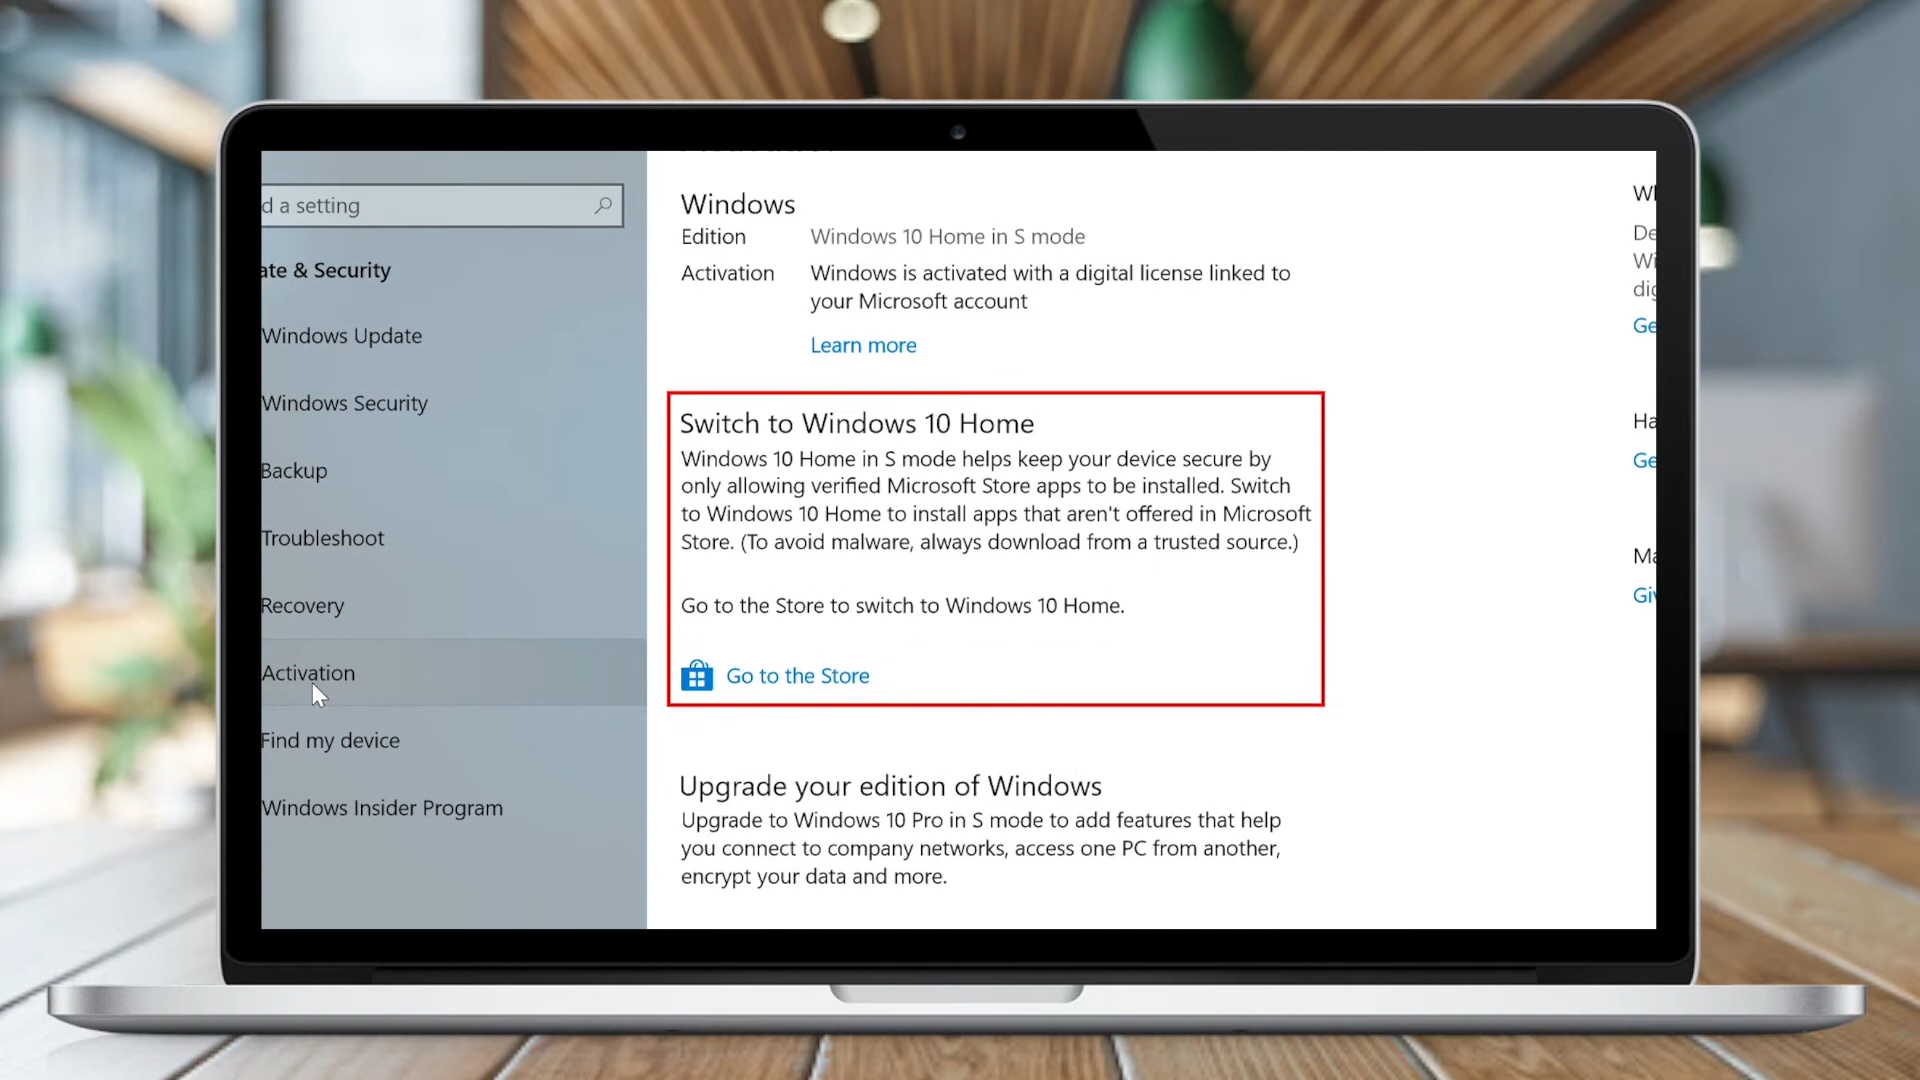 d a setting
ate & Security
Windows Update
Windows Security
Backup
Troubleshoot
Recovery
Activation
Find my device
Windows Insider Program
Windows
Edition Windows 10 Home in S mode
Activation Windows is activated with a digital license linked to
your Microsoft account
Learn more
Switch to Windows 10 Home
Windows 10 Home in S mode helps keep your device secure by
only allowing verified Microsoft Store apps to be installed. Switch
to Windows 10 Home to install apps that aren't offered in Microsoft
Store. (To avoid malware, always download from a trusted source.)
Go to the Store to switch to Windows 10 Home.
Go to the Store
Upgrade your edition of Windows
Upgrade to Windows 10 Pro in S mode to add features that help
you connect to company networks, access one PC from another,
encrypt your data and more.
De
Wi
Ge
Ha
Ge
Ma